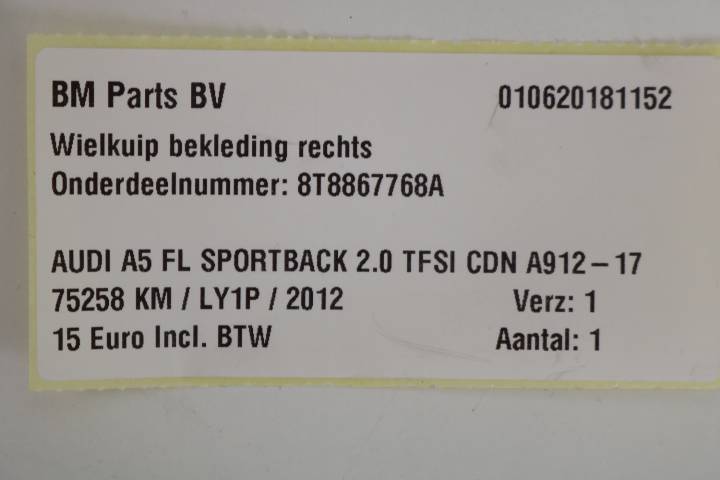 BM Parts BV 010620181152
Wielkuip bekleding rechts
Onderdeelnummer: 8T8867768A
AUDI A5 FL SPORTBACK 2.0 TFSI CDN A912-17
75258 KM / LY1P / 2012 Verz: 1
15 Euro Incl. BTW Aantal: 1